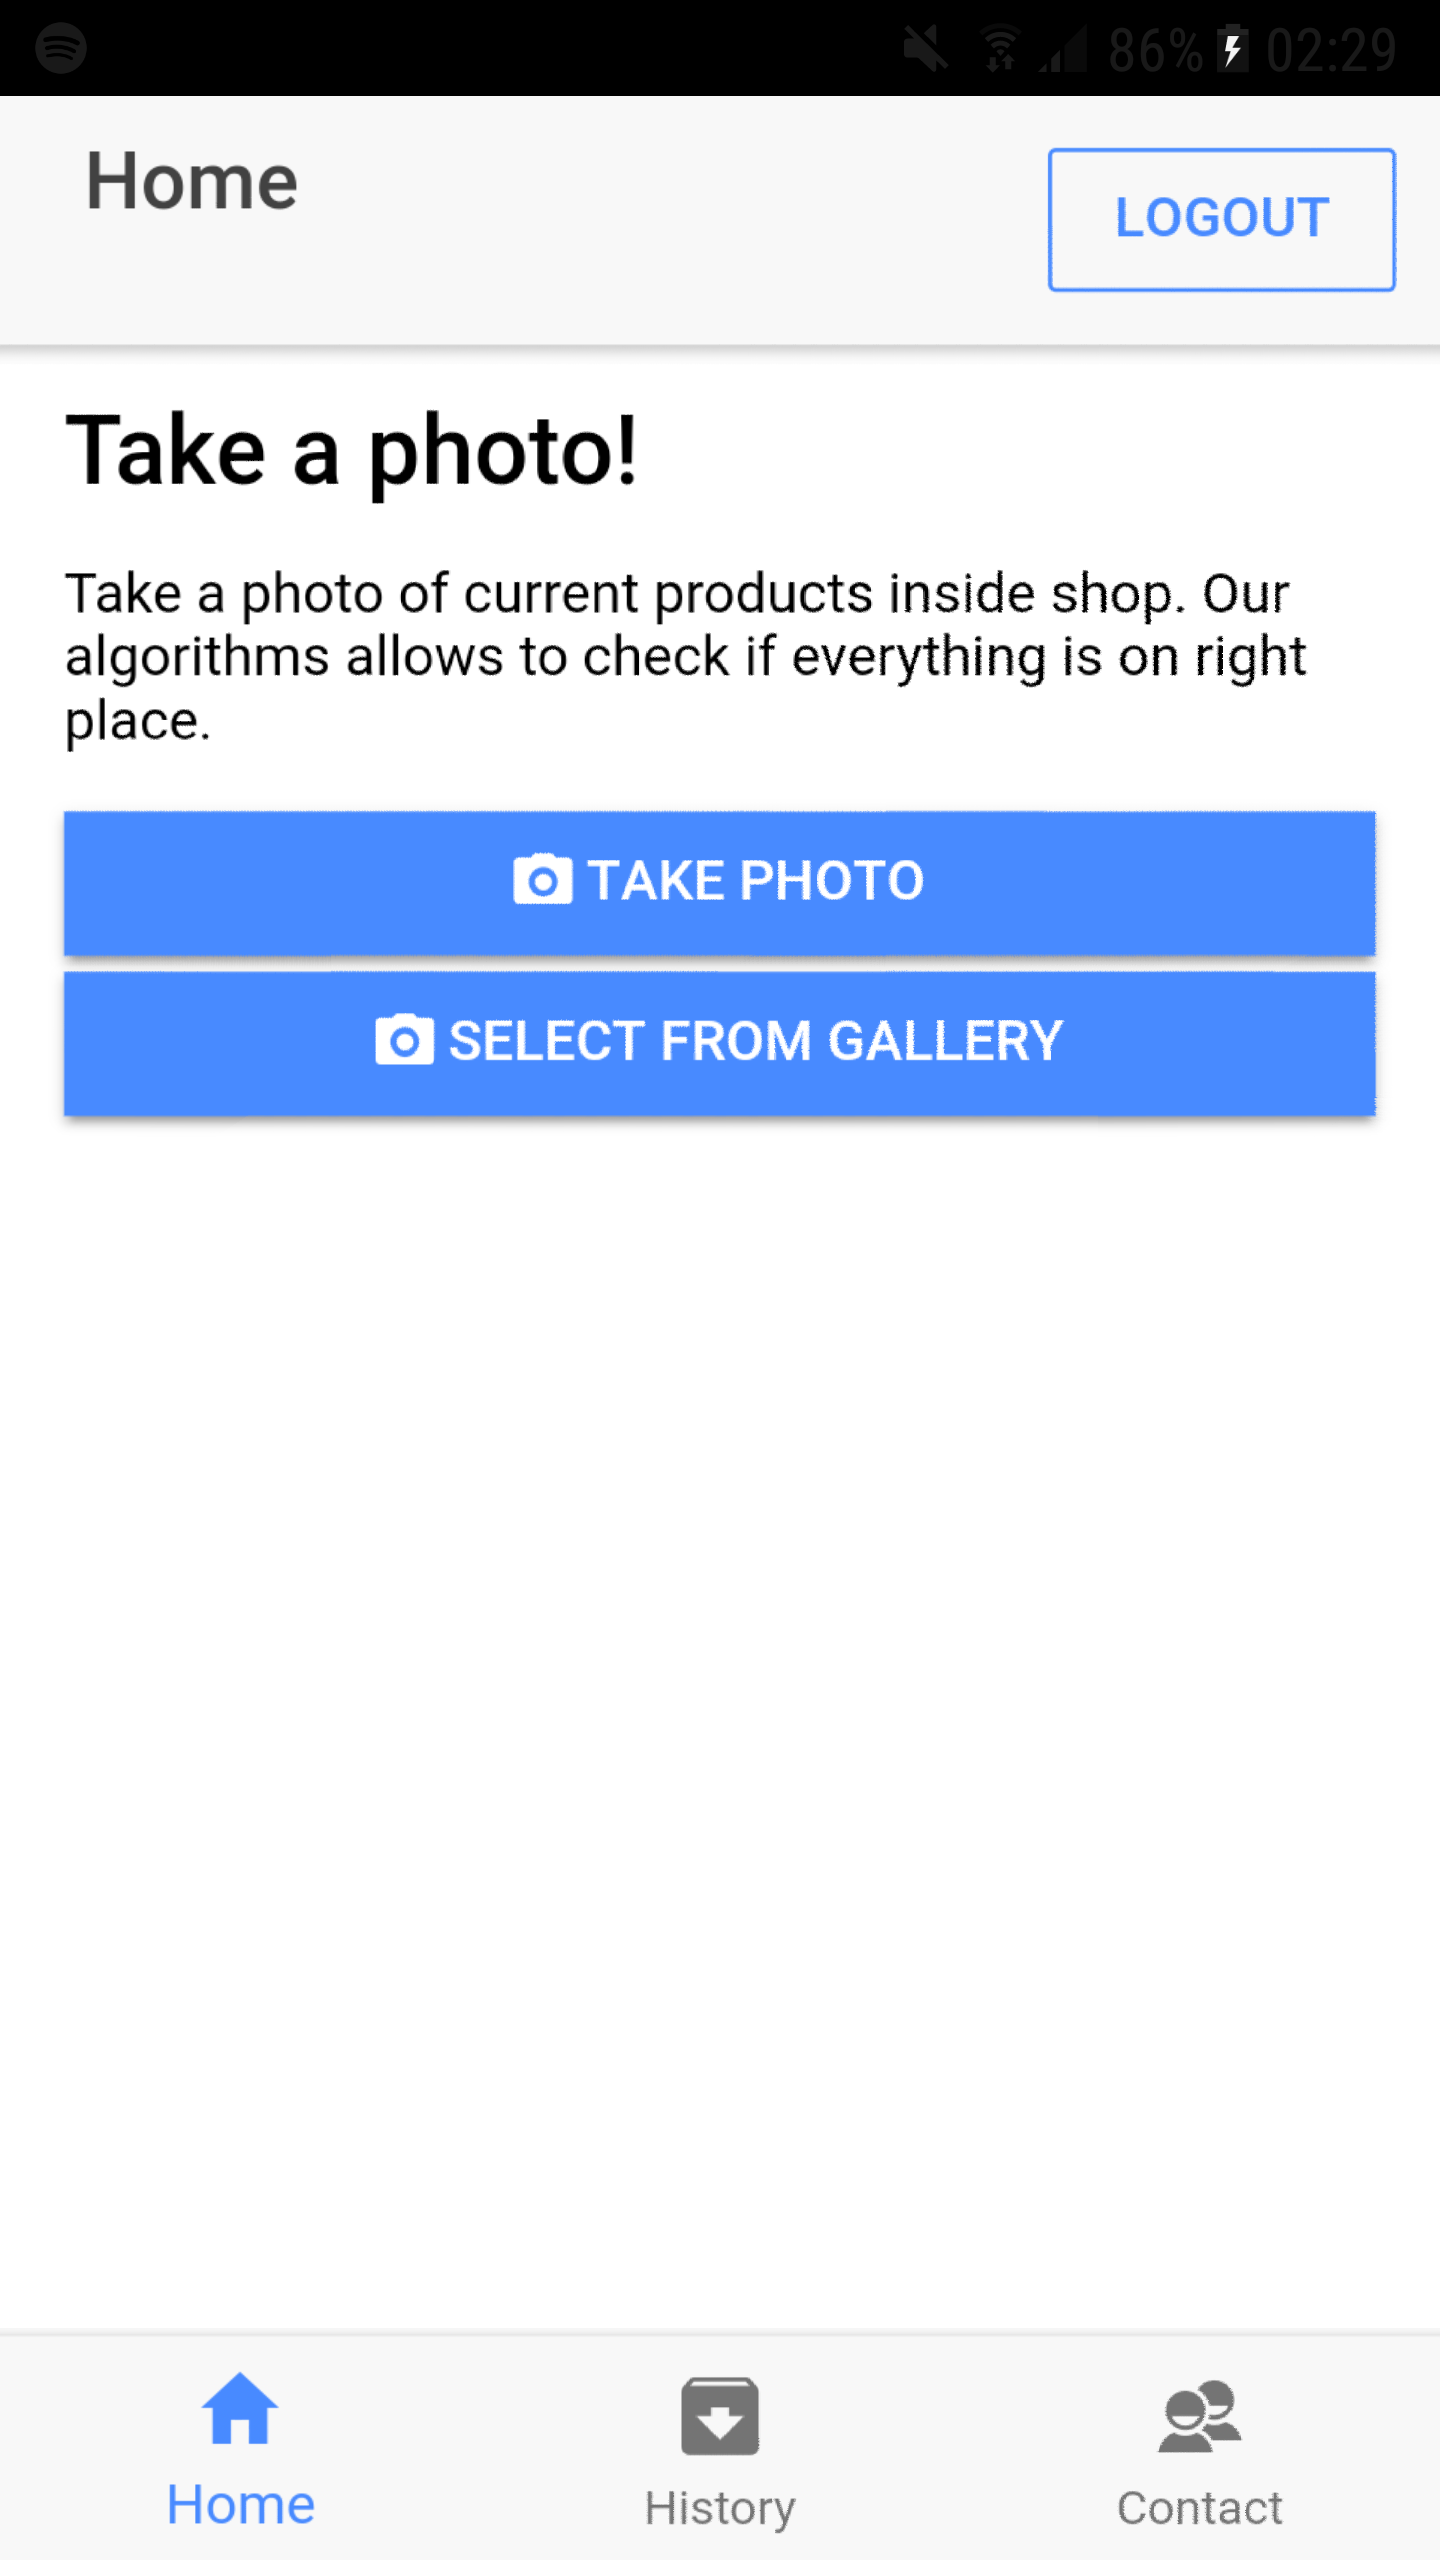 86% 02:29
Home
LOGOUT
Take a photo!
Take a photo of current products inside shop. Our
algorithms allows to check if everything is on right
place.
TAKE PHOTO
SELECT FROM GALLERY
Home
History
Contact